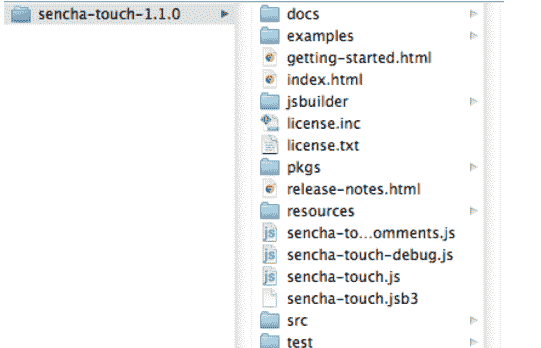 sencha-touch-1.1.0
docs
examples
getting-started.html
index.html
jsbuilder
license.inc
license.txt
pkgs
release-notes.html
resources
sencha-to...omments.js
sencha-touch-debug.js
sencha-touch.js
sencha-touch.jsb3
src
test